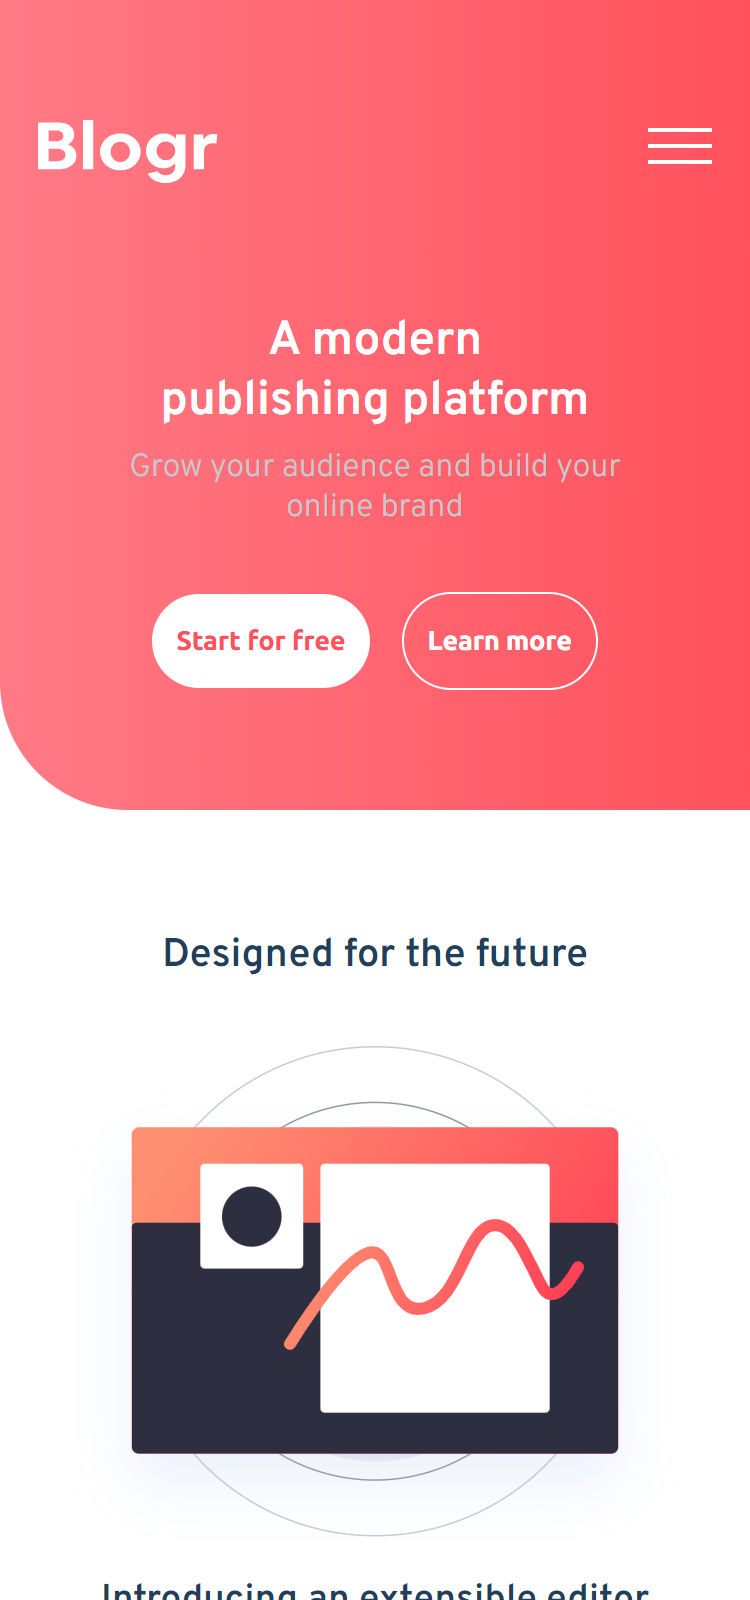 Blogr
A modern
publishing platform
Grow your audience and build your
online brand
Start for free
Learn more
Designed for the future
Introducing an extensible editor